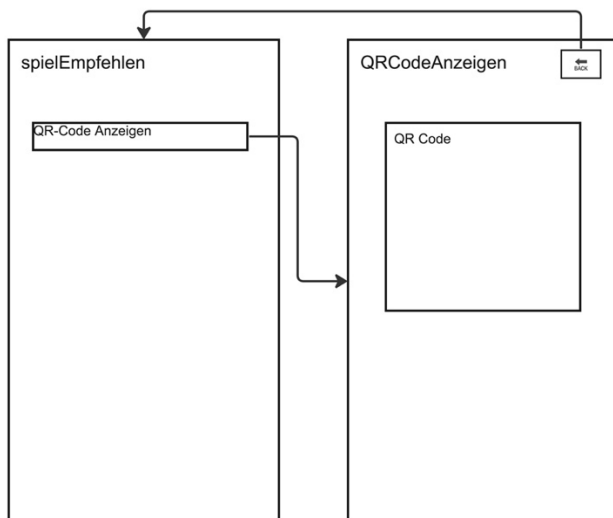 spielEmpfehlen
QR-Code Anzeigen
QRCodeAnzeigen
BACK
QR Code